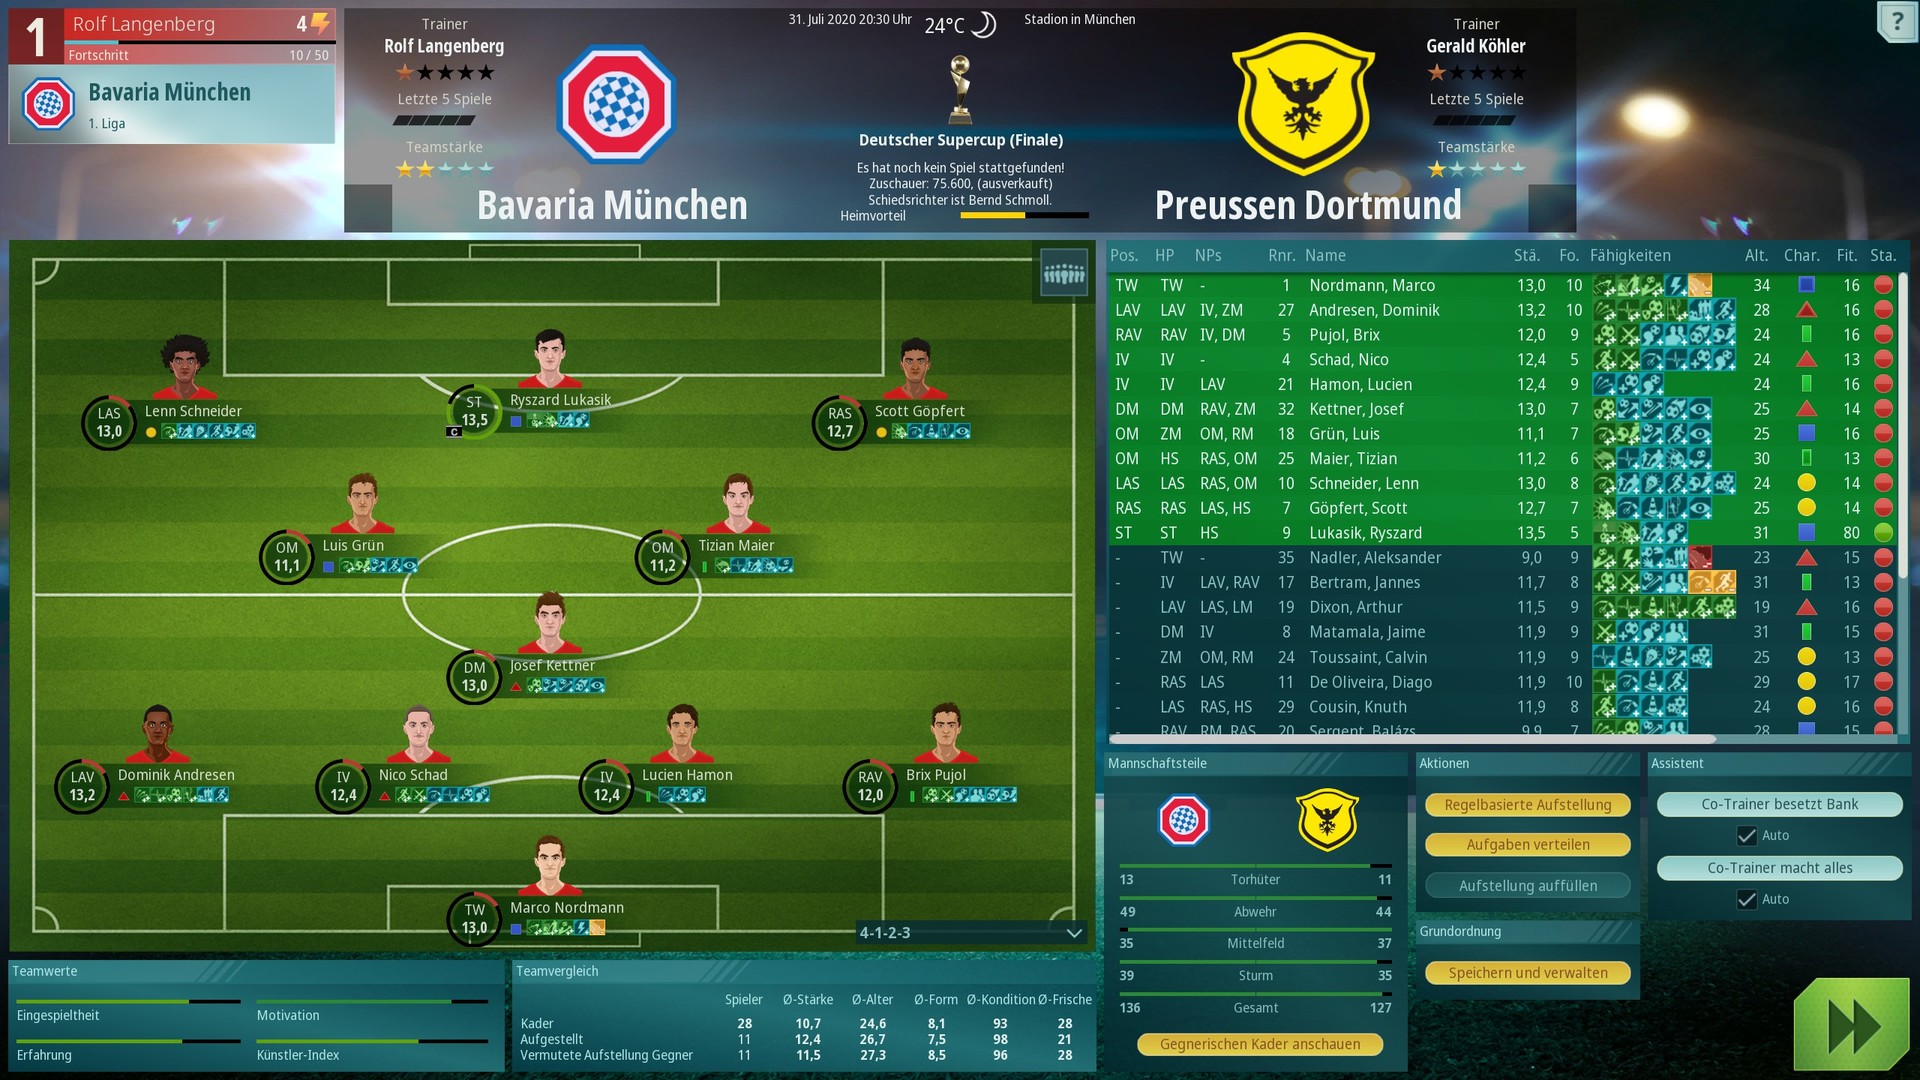 1 Rolf Langenberg 4
Fortschritt 10 / 50
Bavaria München
1. Liga
Trainer
Rolf Langenberg
Letzte 5 Spiele
Teamstärke
Bavaria München
31. Juli 2020 20:30 Uhr 24°C Stadion in München
Deutscher Supercup (Finale)
Es hat noch kein Spiel stattgefunden!
Zuschauer: 75.600, (ausverkauft)
Schiedsrichter ist Bernd Schmoll.
Heimvorteil
Trainer
Gerald Köhler
Letzte 5 Spiele
Teamstärke
Preussen Dortmund
?
LAS 13,0 Lenn Schneider
ST 13,5 Ryszard Lukasik
C
RAS 12,7 Scott Göpfert
OM 11,1 Luis Grün
OM 11,2 Tizian Maier
DM 13,0 Josef Kettner
LAV 13,2 Dominik Andresen
IV 12,4 Nico Schad
IV 12,4 Lucien Hamon
RAV 12,0 Brix Pujol
TW 13,0 Marco Nordmann
4-1-2-3
Pos. HP NPs Rnr. Name Stä. Fo. Fähigkeiten Alt. Char. Fit. Sta.
TW TW - 1 Nordmann, Marco 13,0 10 34 16
LAV LAV IV, ZM 27 Andresen, Dominik 13,2 10 28 16
RAV RAV IV, DM 5 Pujol, Brix 12,0 9 24 16
IV IV - 4 Schad, Nico 12,4 5 24 13
IV IV LAV 21 Hamon, Lucien 12,4 9 24 16
DM DM RAV, ZM 32 Kettner, Josef 13,0 7 25 14
OM ZM OM, RM 18 Grün, Luis 11,1 7 25 16
OM HS RAS, OM 25 Maier, Tizian 11,2 6 30 13
LAS LAS RAS, OM 10 Schneider, Lenn 13,0 8 24 14
RAS RAS LAS, HS 7 Göpfert, Scott 12,7 7 25 14
ST ST HS 9 Lukasik, Ryszard 13,5 5 31 80
- TW - 35 Nadler, Aleksander 9,0 9 23 15
- IV LAV, RAV 17 Bertram, Jannes 11,7 8 31 13
- LAV LAS, LM 19 Dixon, Arthur 11,5 9 19 16
- DM IV 8 Matamala, Jaime 11,9 9 31 15
- ZM OM, RM 24 Toussaint, Calvin 11,9 9 25 13
- RAS LAS 11 De Oliveira, Diago 11,9 10 29 17
- LAS RAS, HS 29 Cousin, Knuth 11,9 8 24 16
- RAV RM, RAS 20 Sergent, Balázs 9,9 7 28 15
Mannschaftsteile
13 Torhüter 11
49 Abwehr 44
35 Mittelfeld 37
39 Sturm 35
136 Gesamt 127
Gegnerischen Kader anschauen
Aktionen
Regelbasierte Aufstellung
Aufgaben verteilen
Aufstellung auffüllen
Grundordnung
Speichern und verwalten
Assistent
Co-Trainer besetzt Bank
Auto
Co-Trainer macht alles
Auto
Teamwerte
Eingespieltheit Motivation
Erfahrung Künstler-Index
Teamvergleich
Spieler Ø-Stärke Ø-Alter Ø-Form Ø-Kondition Ø-Frische
Kader 28 10,7 24,6 8,1 93 28
Aufgestellt 11 12,4 26,7 7,5 98 21
Vermutete Aufstellung Gegner 11 11,5 27,3 8,5 96 28